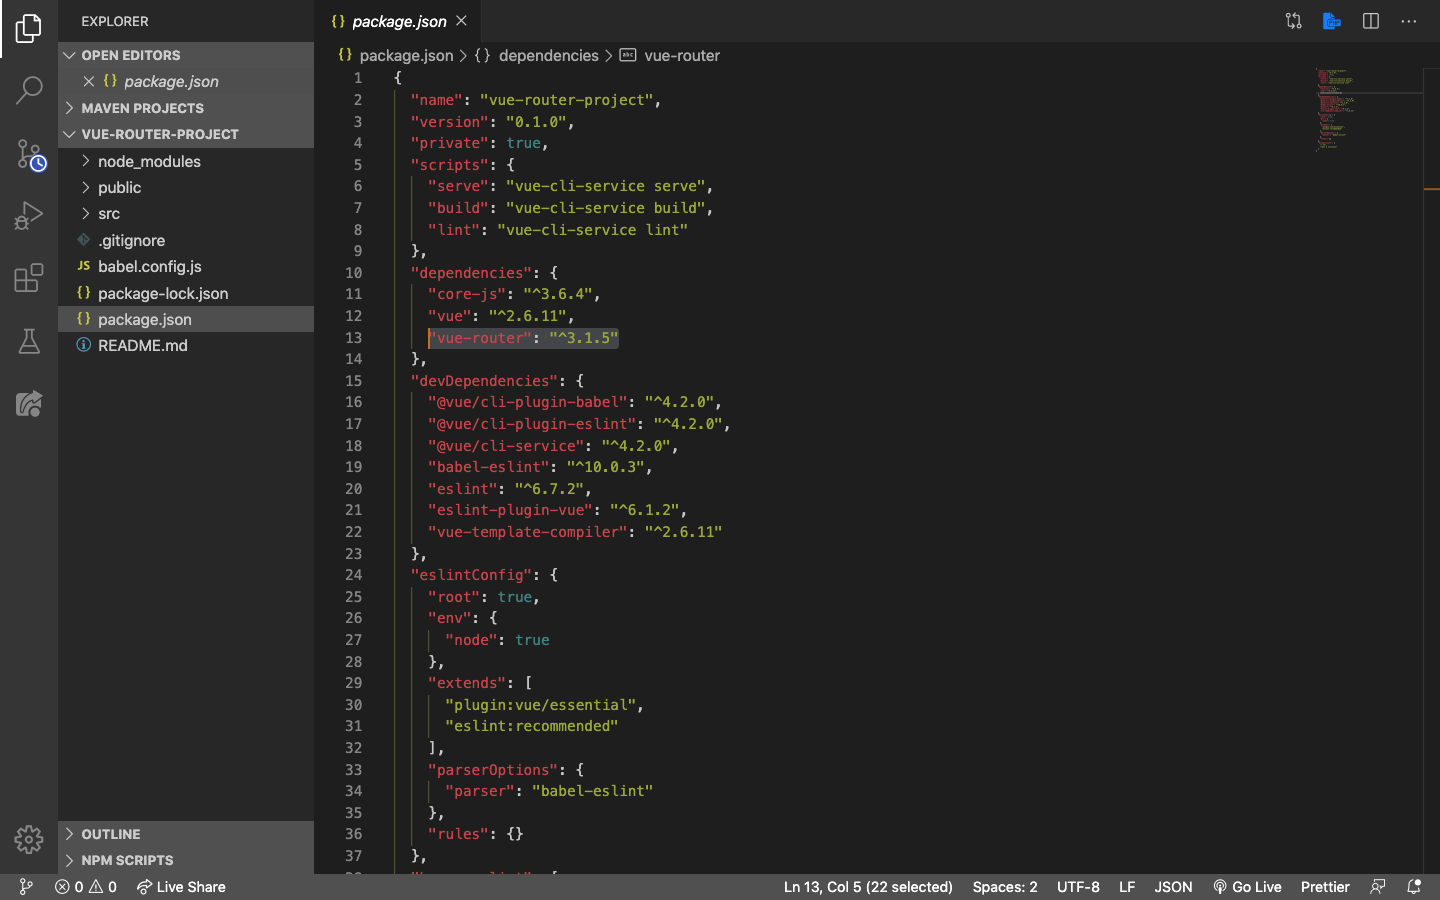 EXPLORER
OPEN EDITORS
package.json
MAVEN PROJECTS
VUE-ROUTER-PROJECT
node_modules
public
src
.gitignore
JS babel.config.js
{} package-lock.json
{} package.json
README.md
OUTLINE
NPM SCRIPTS
{} package.json
{} package.json > {} dependencies > abc vue-router
1 {
2 "name": "vue-router-project",
3 "version": "0.1.0",
4 "private": true,
5 "scripts": {
6 "serve": "vue-cli-service serve",
7 "build": "vue-cli-service build",
8 "lint": "vue-cli-service lint"
9 },
10 "dependencies": {
11 "core-js": "^3.6.4",
12 "vue": "^2.6.11",
13 "vue-router": "^3.1.5"
14 },
15 "devDependencies": {
16 "@vue/cli-plugin-babel": "^4.2.0",
17 "@vue/cli-plugin-eslint": "^4.2.0",
18 "@vue/cli-service": "^4.2.0",
19 "babel-eslint": "^10.0.3",
20 "eslint": "^6.7.2",
21 "eslint-plugin-vue": "^6.1.2",
22 "vue-template-compiler": "^2.6.11"
23 },
24 "eslintConfig": {
25 "root": true,
26 "env": {
27 "node": true
28 },
29 "extends": [
30 "plugin:vue/essential",
31 "eslint:recommended"
32 ],
33 "parserOptions": {
34 "parser": "babel-eslint"
35 },
36 "rules": {}
37 },
0 0 Live Share Ln 13, Col 5 (22 selected) Spaces: 2 UTF-8 LF JSON Go Live Prettier